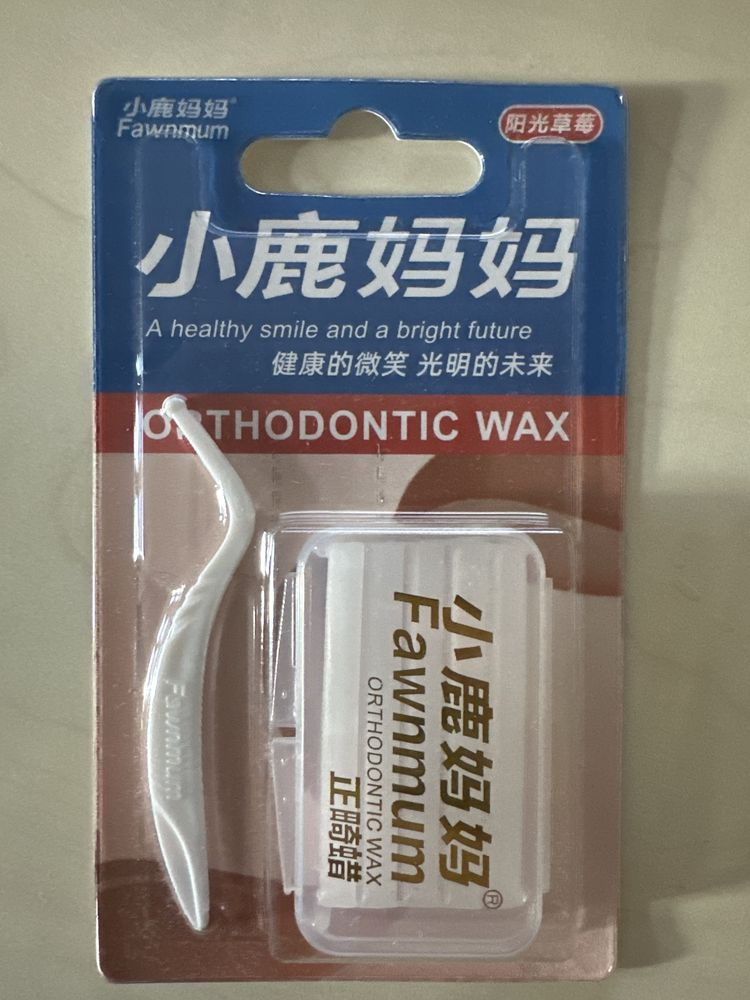 小鹿妈妈®
Fawnmum
阳光草莓
小鹿妈妈
A healthy smile and a bright future
健康的微笑 光明的未来
ORTHODONTIC WAX
Fawnmum
小鹿妈妈®
Fawnmum
ORTHODONTIC WAX
正畸蜡